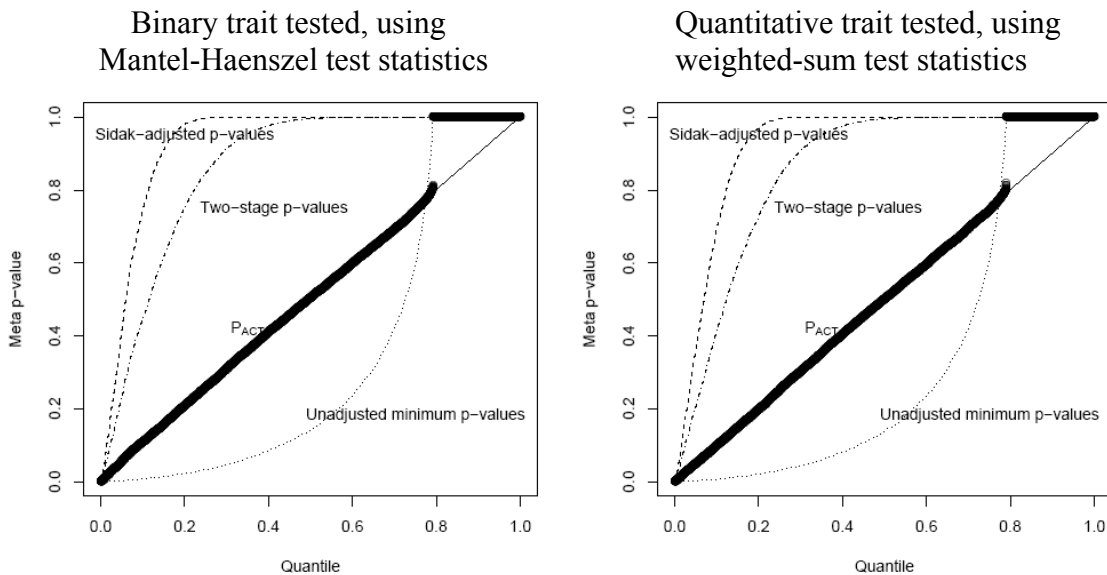 Binary trait tested, using
Mantel-Haenszel test statistics
Meta p-value
1.0
0.8
0.6
0.4
0.2
0.0
Sidak-adjusted p-values
Two-stage p-values
PACT
Unadjusted minimum p-values
0.0 0.2 0.4 0.6 0.8 1.0
Quantile
Quantitative trait tested, using
weighted-sum test statistics
Meta p-value
1.0
0.8
0.6
0.4
0.2
0.0
Sidak-adjusted p-values
Two-stage p-values
PACT
Unadjusted minimum p-values
0.0 0.2 0.4 0.6 0.8 1.0
Quantile